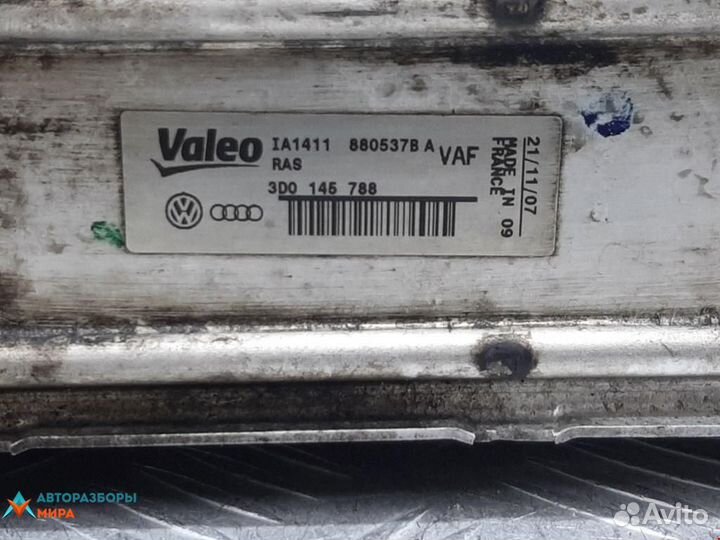 Valeo
IA1411 880537B A
RAS
VAF
3D0 145 788
MADE IN
FRANCE 09
21/11/07
АВТОРАЗБОРЫ
МИРА
Avito